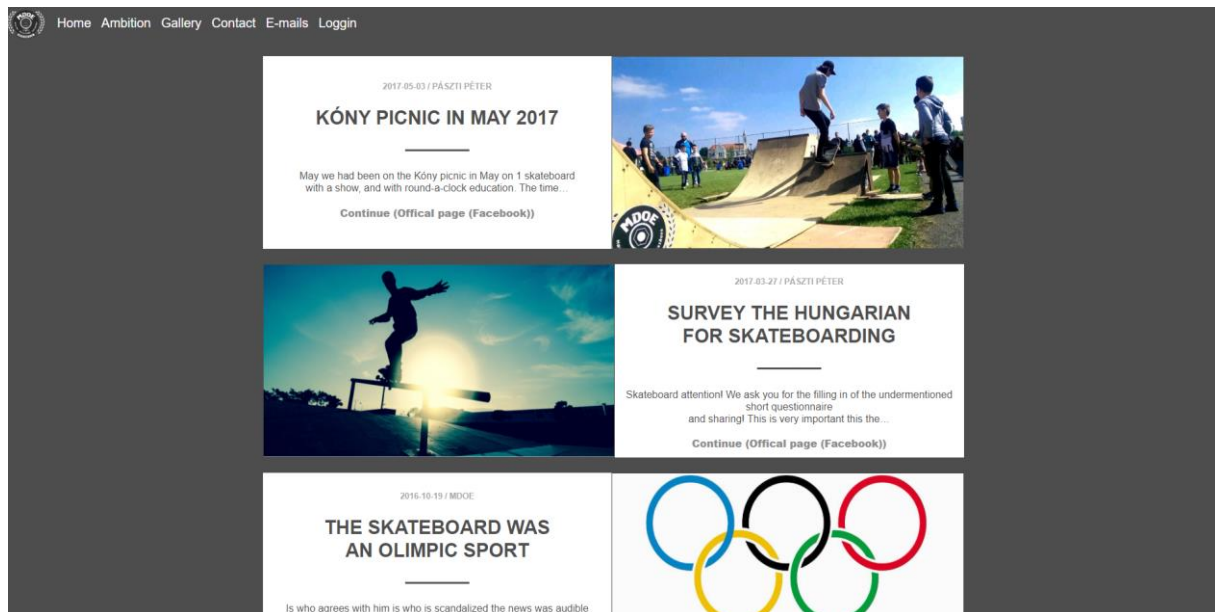 Home Ambition Gallery Contact E-mails Loggin
2017-05-03 / PÁSZTI PÉTER
KÓNY PICNIC IN MAY 2017
May we had been on the Kóny picnic in May on 1 skateboard
with a show, and with round-a-clock education. The time...
Continue (Offical page (Facebook))
MDOE
2017-03-27 / PÁSZTI PÉTER
SURVEY THE HUNGARIAN
FOR SKATEBOARDING
Skateboard attention! We ask you for the filling in of the undermentioned
short questionnaire
and sharing! This is very important this the...
Continue (Offical page (Facebook))
2016-10-19 / MDOE
THE SKATEBOARD WAS
AN OLIMPIC SPORT
Is who agrees with him is who is scandalized the news was audible